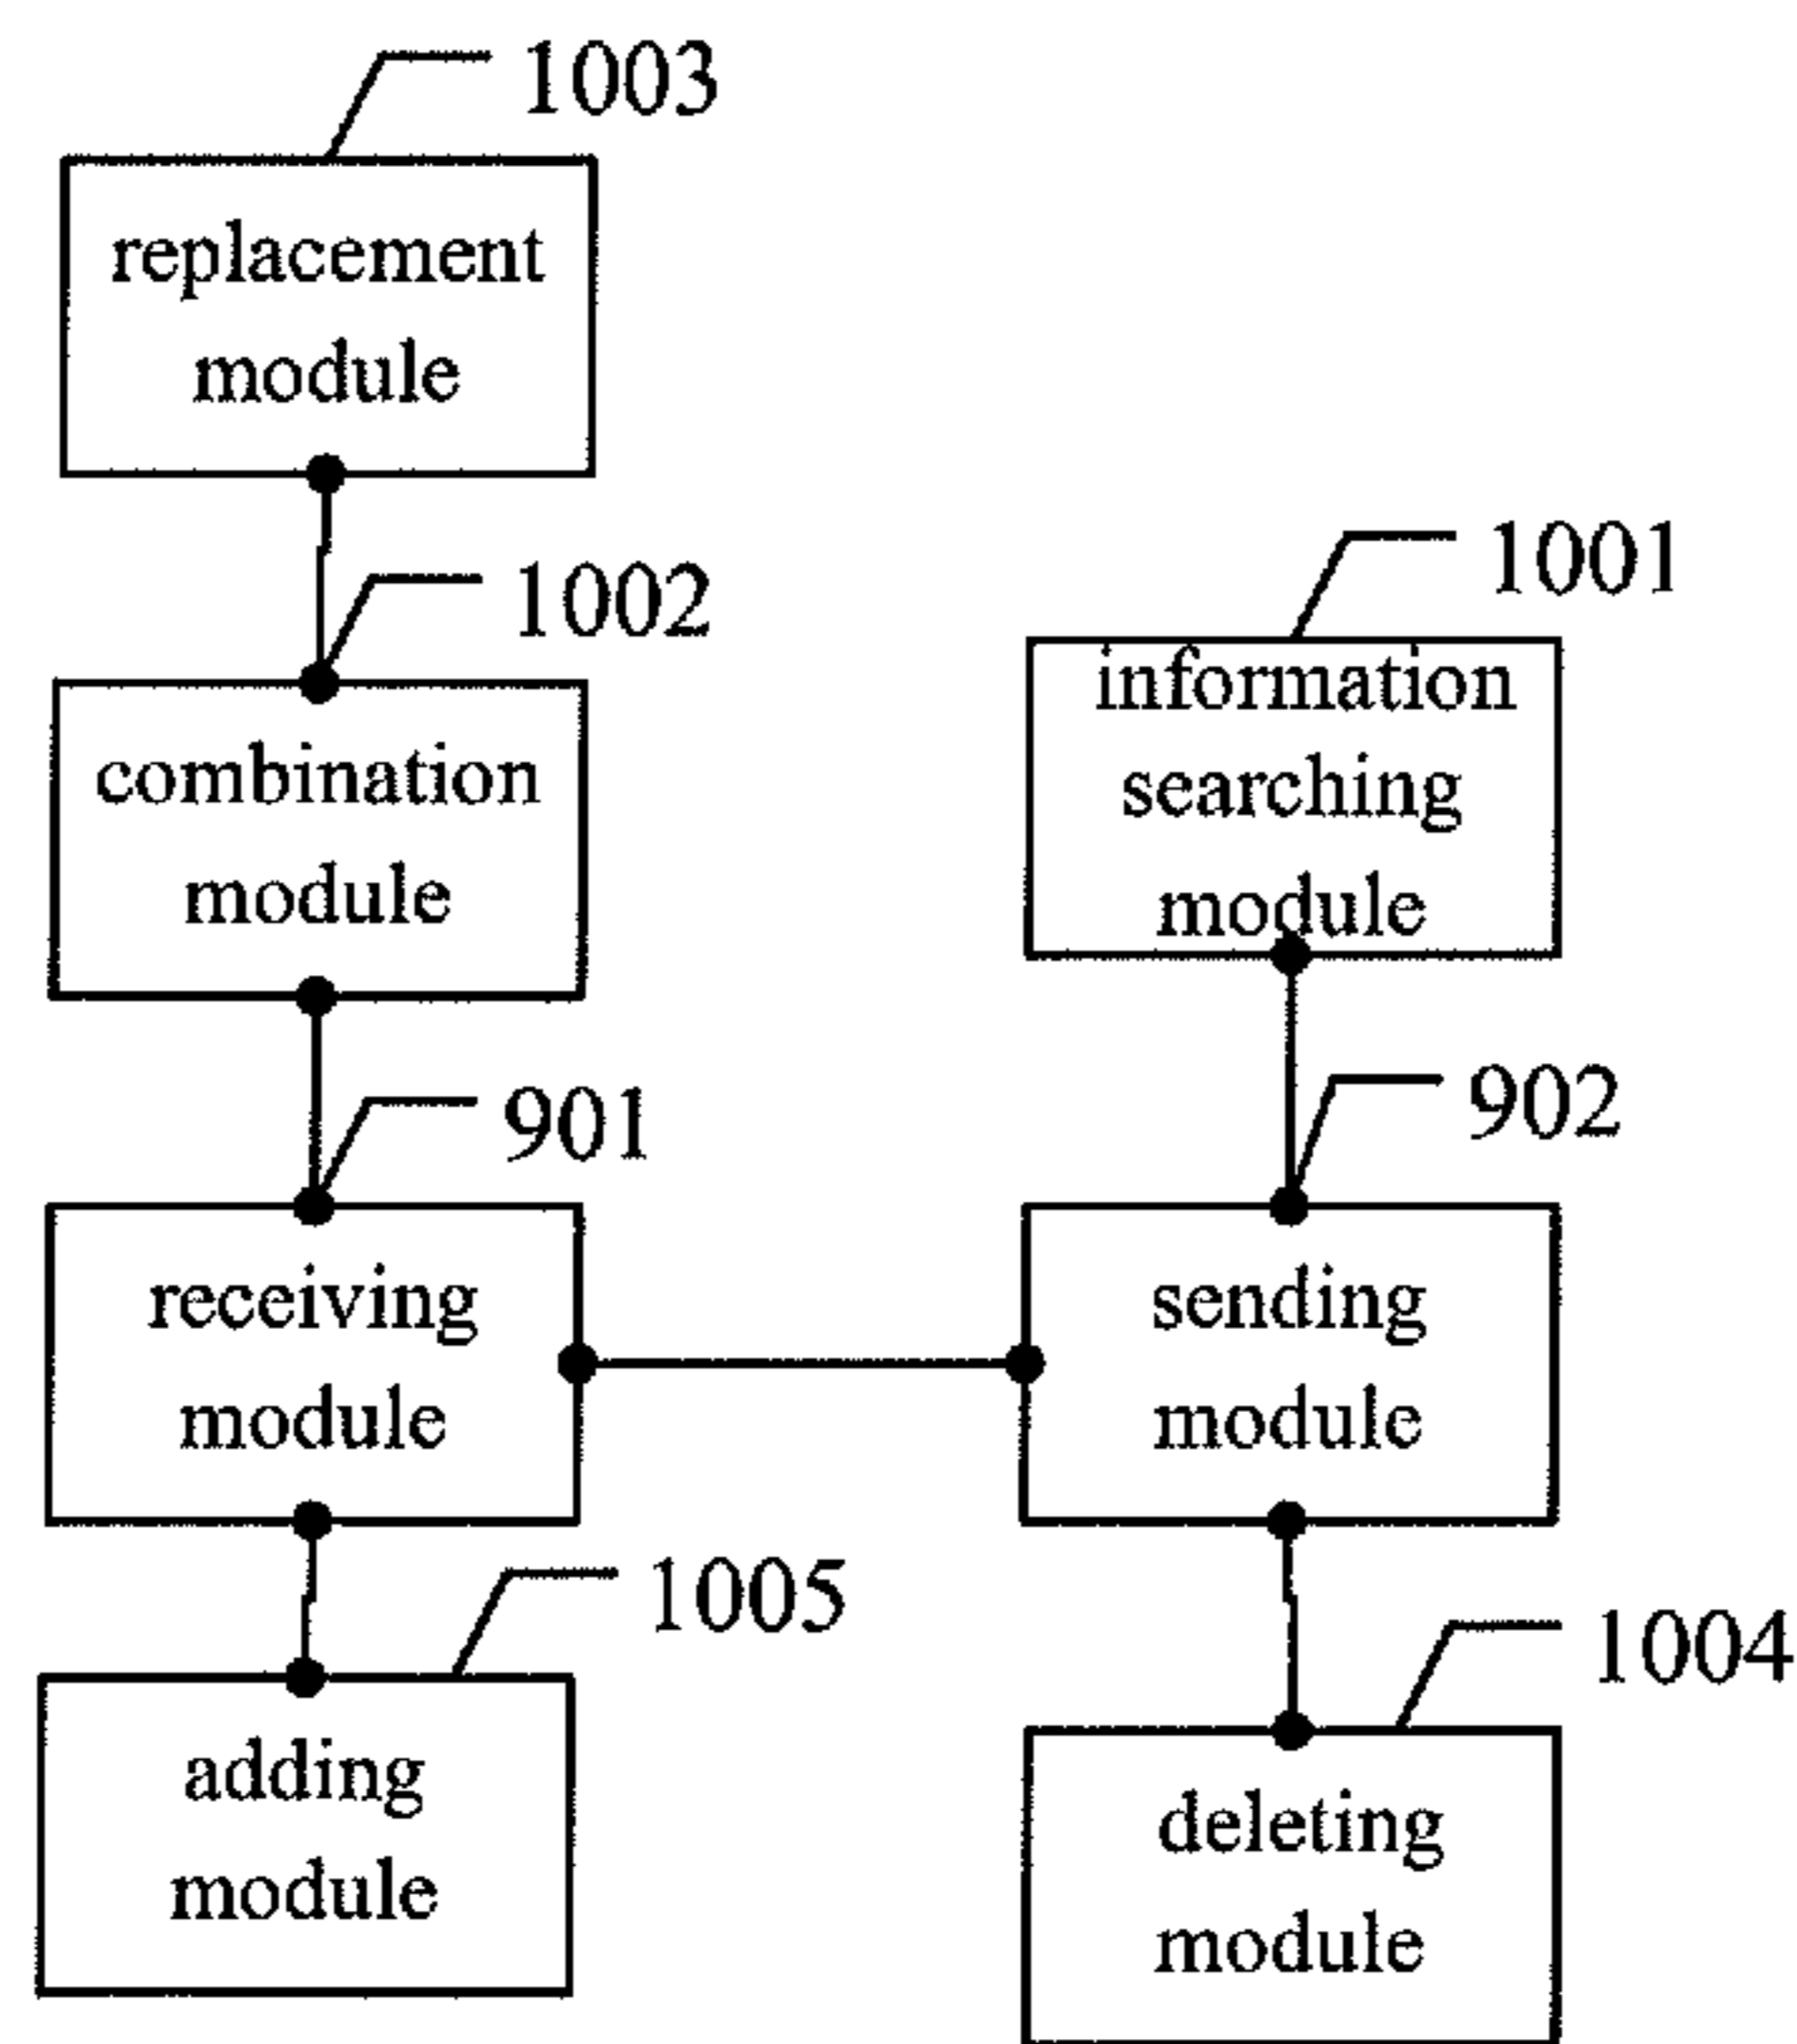 1003
replacement
module
1002
combination
module
1001
information
searching
module
901
receiving
module
902
sending
module
1005
adding
module
1004
deleting
module